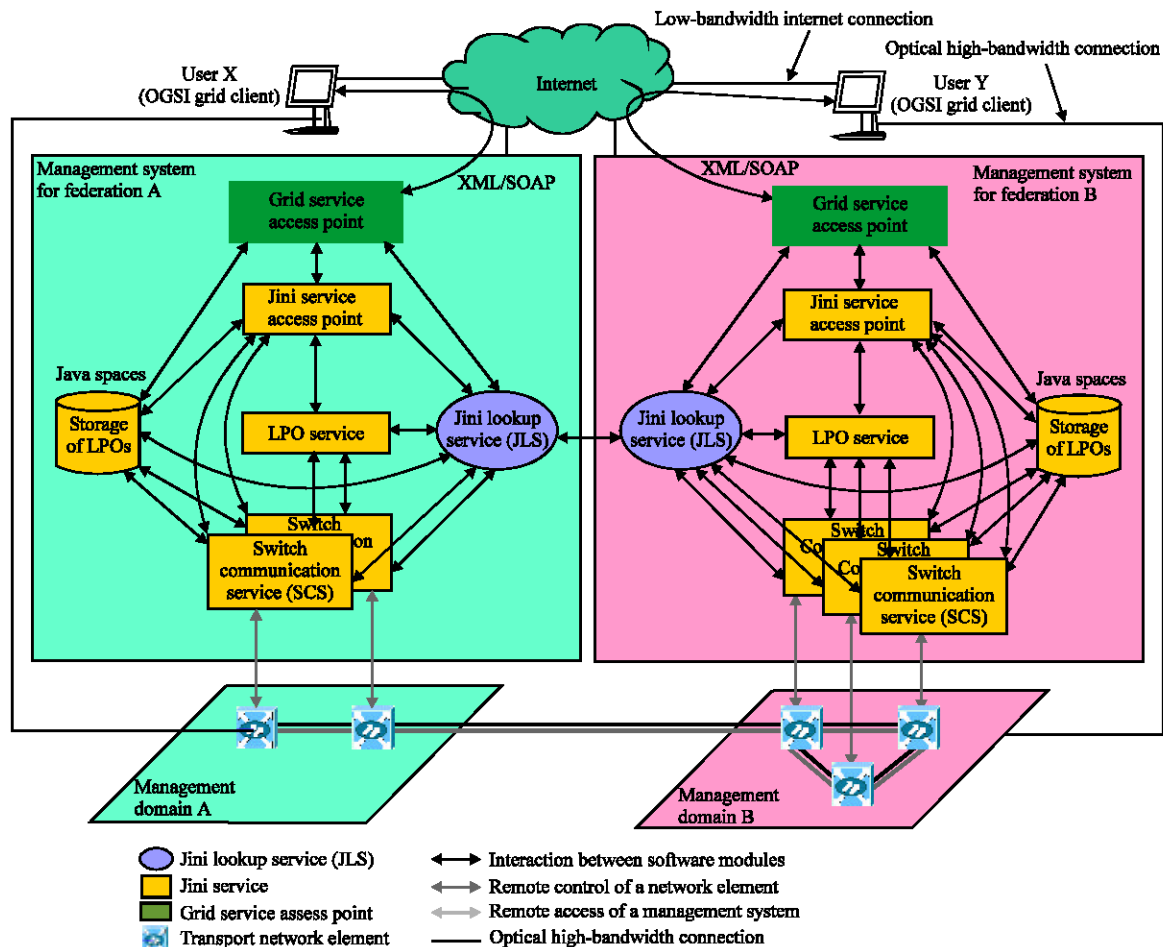 Low-bandwidth internet connection
Optical high-bandwidth connection
User X
(OGSI grid client)
Internet
User Y
(OGSI grid client)
Management system
for federation A
XML/SOAP
Grid service
access point
Jini service
access point
Java spaces
Storage
of LPOs
LPO service
Jini lookup
service (JLS)
Switch
on
Switch
communication
service (SCS)
XML/SOAP
Management system
for federation B
Grid service
access point
Jini service
access point
Java spaces
Jini lookup
service (JLS)
LPO service
Storage
of LPOs
Switch
Co
Switch
Co
Switch
communication
service (SCS)
Management
domain A
Management
domain B
Jini lookup service (JLS)
Jini service
Grid service assess point
Transport network element
Interaction between software modules
Remote control of a network element
Remote access of a management system
Optical high-bandwidth connection